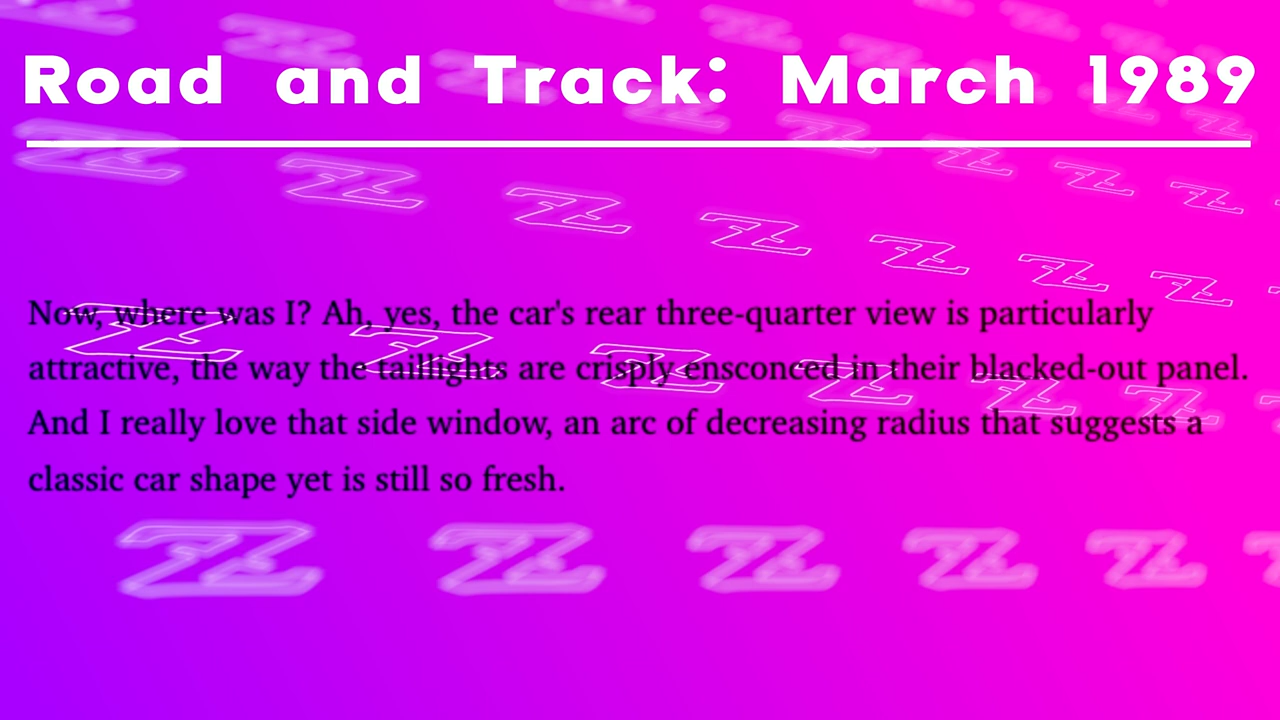 Road and Track: March 1989
Now, where was I? Ah, yes, the car's rear three-quarter view is particularly
attractive, the way the taillights are crisply ensconced in their blacked-out panel.
And I really love that side window, an arc of decreasing radius that suggests a
classic car shape yet is still so fresh.